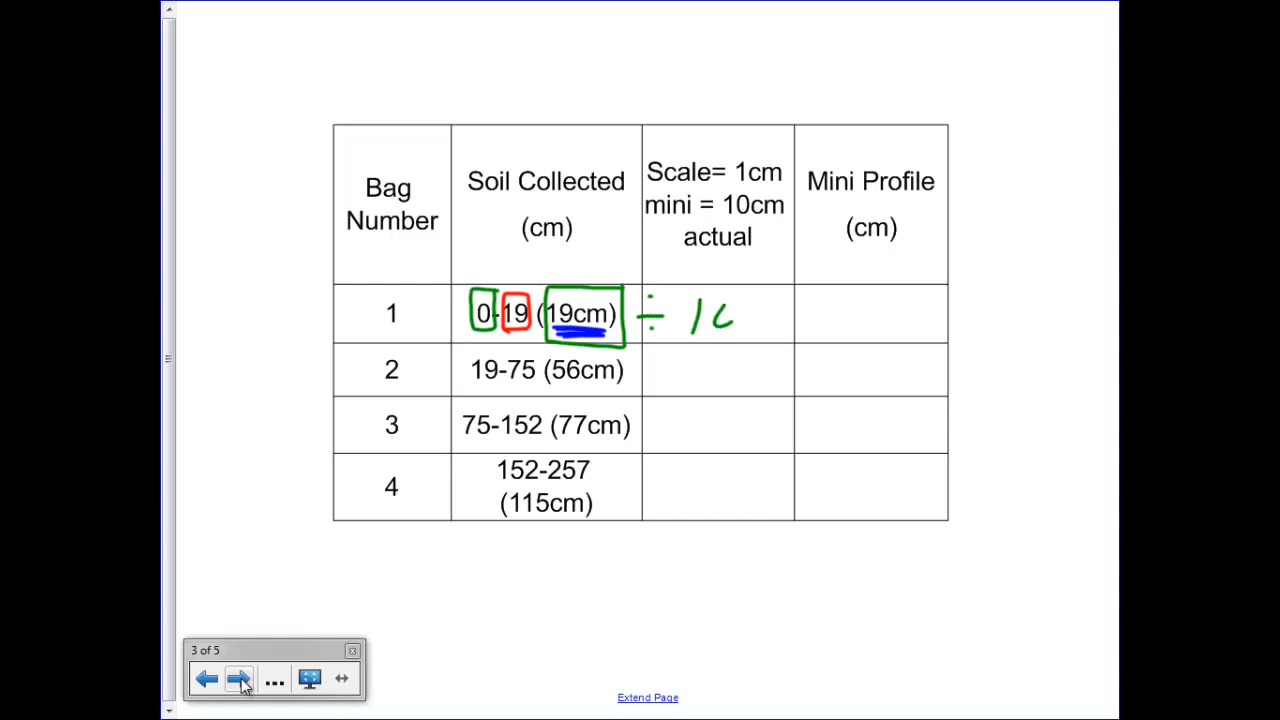 Bag
Number
Soil Collected
(cm)
Scale= 1cm
mini = 10cm
actual
Mini Profile
(cm)
1
0-19 (19cm)
÷ 10
2
19-75 (56cm)
3
75-152 (77cm)
4
152-257
(115cm)
3 of 5
...
Extend Page